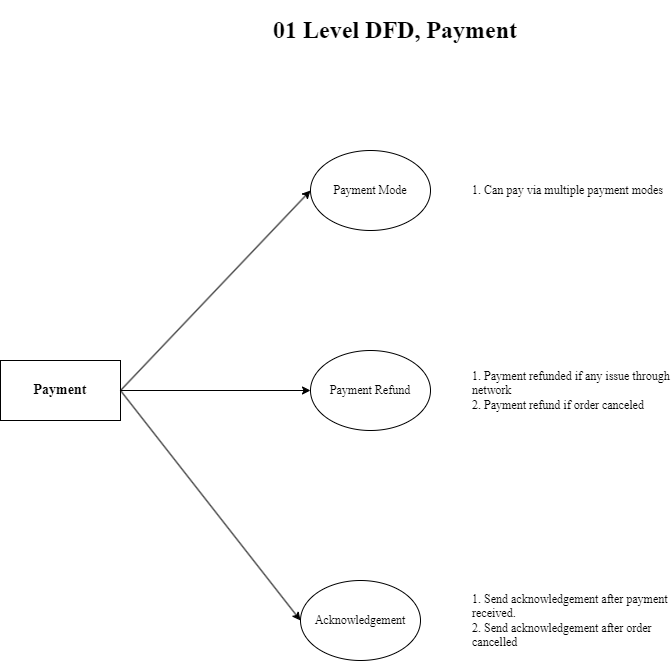 01 Level DFD, Payment
Payment Mode
1. Can pay via multiple payment modes
Payment
Payment Refund
1. Payment refunded if any issue through
network
2. Payment refund if order canceled
Acknowledgement
1. Send acknowledgement after payment
received.
2. Send acknowledgement after order
cancelled